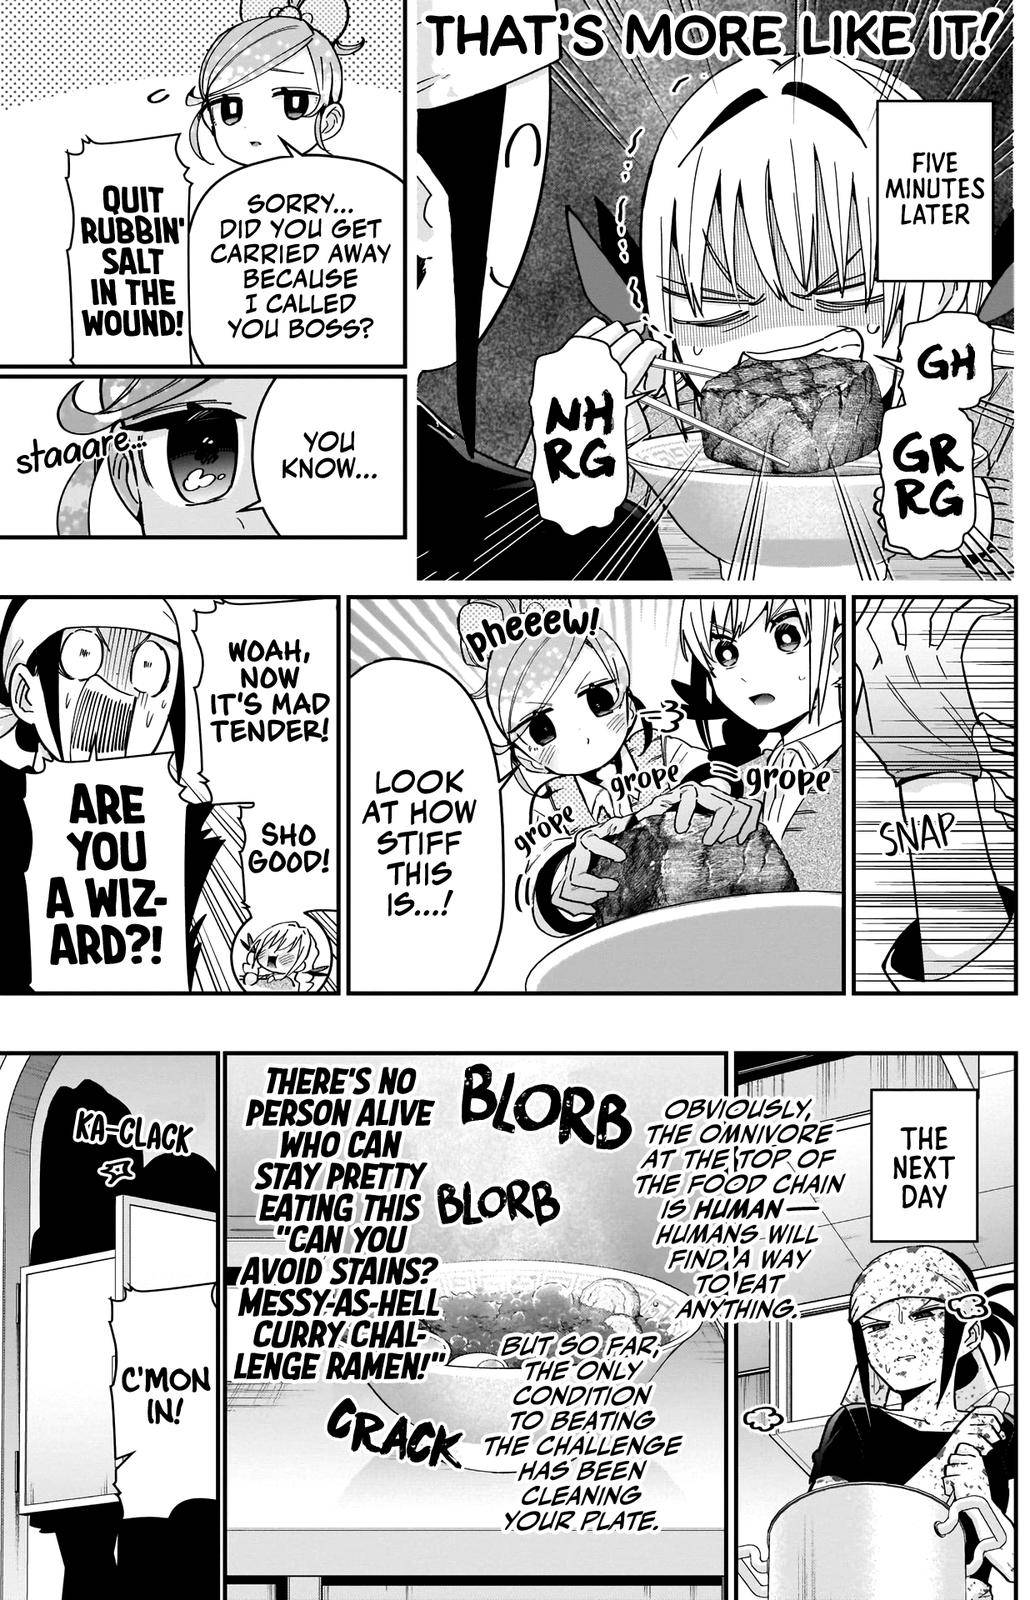 THAT'S MORE LIKE IT!
FIVE
MINUTES
LATER
GH
GR
RG
NH
RG
SORRY...
DID YOU GET
CARRIED AWAY
BECAUSE
I CALLED
YOU BOSS?
QUIT
RUBBIN'
SALT
IN THE
WOUND!
YOU
KNOW...
staaare...
SNAP
pheeew!
grope
grope
grope
LOOK
AT HOW
STIFF
THIS
IS...!
WOAH,
NOW
IT'S MAD
TENDER!
SHO
GOOD!
ARE
YOU
A WIZ-
ARD?!
THE
NEXT
DAY
OBVIOUSLY,
THE OMNIVORE
AT THE TOP OF
THE FOOD CHAIN
IS HUMAN—
HUMANS WILL
FIND A WAY
TO EAT
ANYTHING.
BUT SO FAR,
THE ONLY
CONDITION
TO BEATING
THE CHALLENGE
HAS BEEN
CLEANING
YOUR PLATE.
BLORB
BLORB
THERE'S NO
PERSON ALIVE
WHO CAN
STAY PRETTY
EATING THIS
"CAN YOU
AVOID STAINS?
MESSY-AS-HELL
CURRY CHAL-
LENGE RAMEN!"
CRACK
KA-CLACK
C'MON
IN!